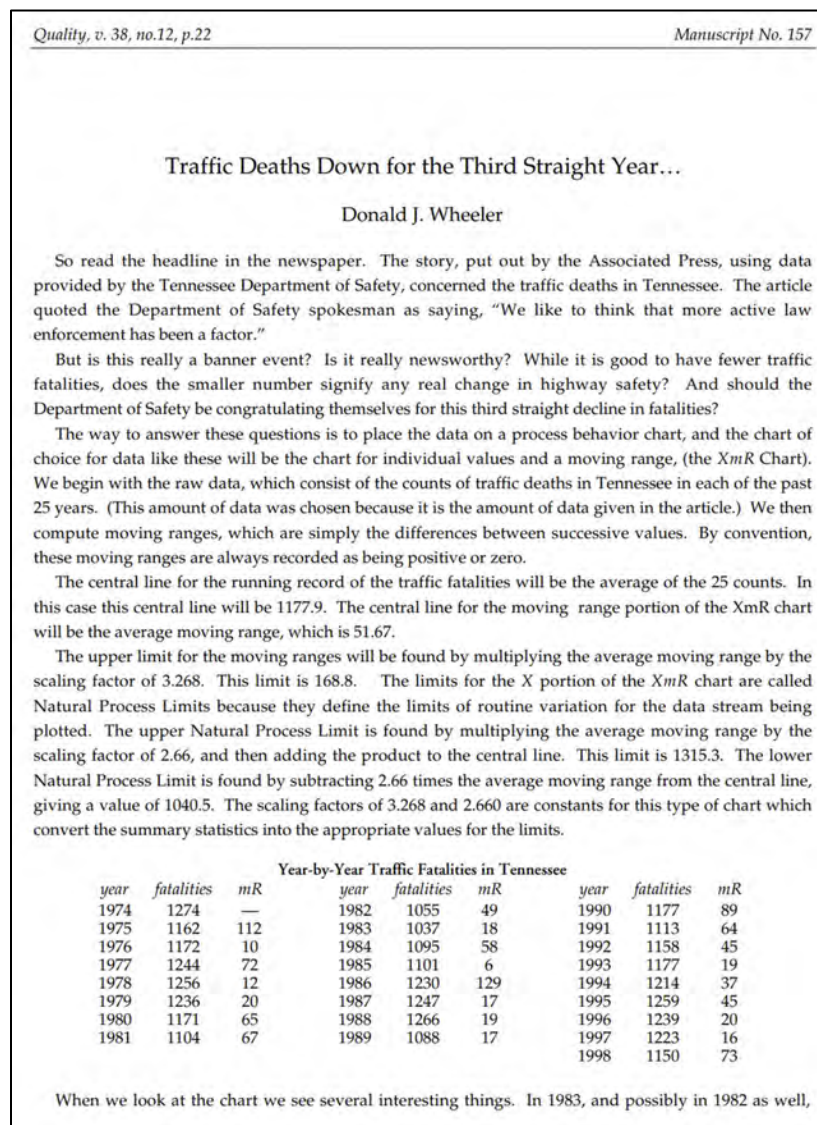 Quality, v. 38, no.12, p.22 Manuscript No. 157
Traffic Deaths Down for the Third Straight Year…
Donald J. Wheeler
So read the headline in the newspaper. The story, put out by the Associated Press, using data
provided by the Tennessee Department of Safety, concerned the traffic deaths in Tennessee. The article
quoted the Department of Safety spokesman as saying, “We like to think that more active law
enforcement has been a factor.”
But is this really a banner event? Is it really newsworthy? While it is good to have fewer traffic
fatalities, does the smaller number signify any real change in highway safety? And should the
Department of Safety be congratulating themselves for this third straight decline in fatalities?
The way to answer these questions is to place the data on a process behavior chart, and the chart of
choice for data like these will be the chart for individual values and a moving range, (the XmR Chart).
We begin with the raw data, which consist of the counts of traffic deaths in Tennessee in each of the past
25 years. (This amount of data was chosen because it is the amount of data given in the article.) We then
compute moving ranges, which are simply the differences between successive values. By convention,
these moving ranges are always recorded as being positive or zero.
The central line for the running record of the traffic fatalities will be the average of the 25 counts. In
this case this central line will be 1177.9. The central line for the moving range portion of the XmR chart
will be the average moving range, which is 51.67.
The upper limit for the moving ranges will be found by multiplying the average moving range by the
scaling factor of 3.268. This limit is 168.8. The limits for the X portion of the XmR chart are called
Natural Process Limits because they define the limits of routine variation for the data stream being
plotted. The upper Natural Process Limit is found by multiplying the average moving range by the
scaling factor of 2.66, and then adding the product to the central line. This limit is 1315.3. The lower
Natural Process Limit is found by subtracting 2.66 times the average moving range from the central line,
giving a value of 1040.5. The scaling factors of 3.268 and 2.660 are constants for this type of chart which
convert the summary statistics into the appropriate values for the limits.
Year-by-Year Traffic Fatalities in Tennessee
year fatalities mR year fatalities mR year fatalities mR
1974 1274 — 1982 1055 49 1990 1177 89
1975 1162 112 1983 1037 18 1991 1113 64
1976 1172 10 1984 1095 58 1992 1158 45
1977 1244 72 1985 1101 6 1993 1177 19
1978 1256 12 1986 1230 129 1994 1214 37
1979 1236 20 1987 1247 17 1995 1259 45
1980 1171 65 1988 1266 19 1996 1239 20
1981 1104 67 1989 1088 17 1997 1223 16
1998 1150 73
When we look at the chart we see several interesting things. In 1983, and possibly in 1982 as well,